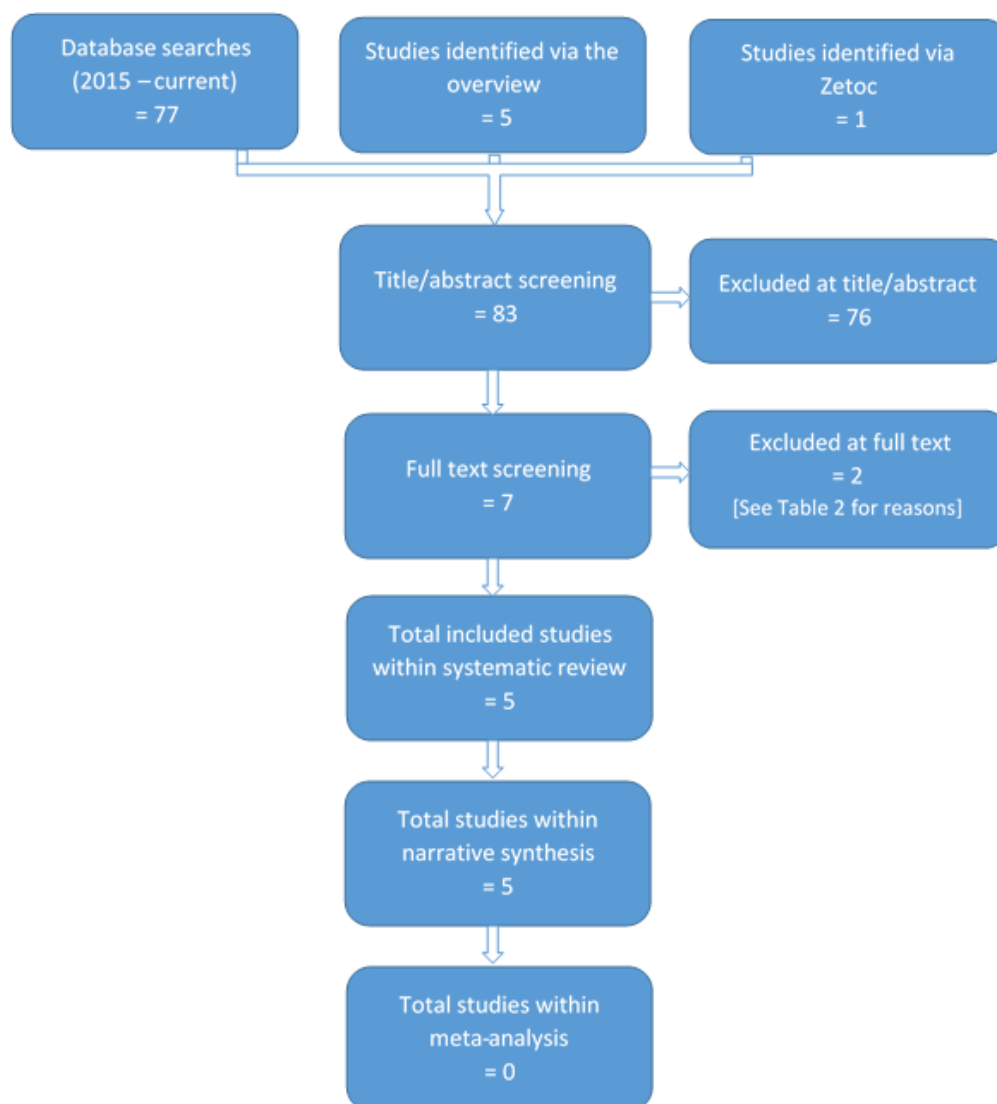 Database searches
(2015 – current)
= 77
Studies identified via the
overview
= 5
Studies identified via
Zetoc
= 1
Title/abstract screening
= 83
Excluded at title/abstract
= 76
Full text screening
= 7
Excluded at full text
= 2
[See Table 2 for reasons]
Total included studies
within systematic review
= 5
Total studies within
narrative synthesis
= 5
Total studies within
meta-analysis
= 0